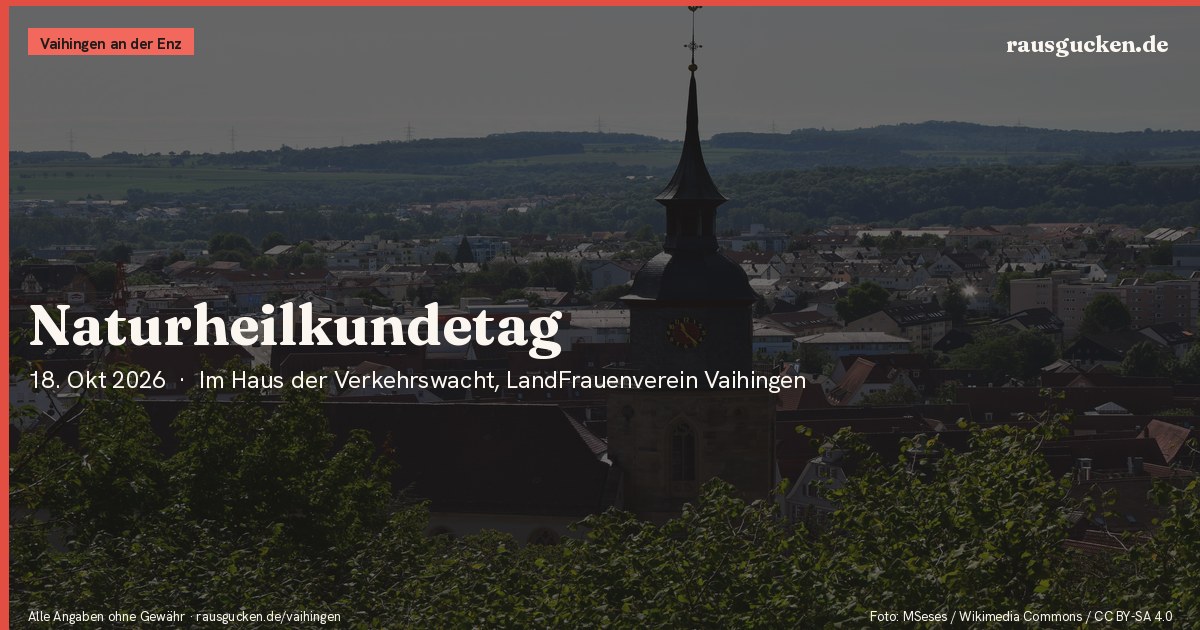 Vaihingen an der Enz
rausgucken.de
Naturheilkundetag
18. Okt 2026 · Im Haus der Verkehrswacht, LandFrauenverein Vaihingen
Alle Angaben ohne Gewähr · rausgucken.de/vaihingen
Foto: MSeses / Wikimedia Commons / CC BY-SA 4.0